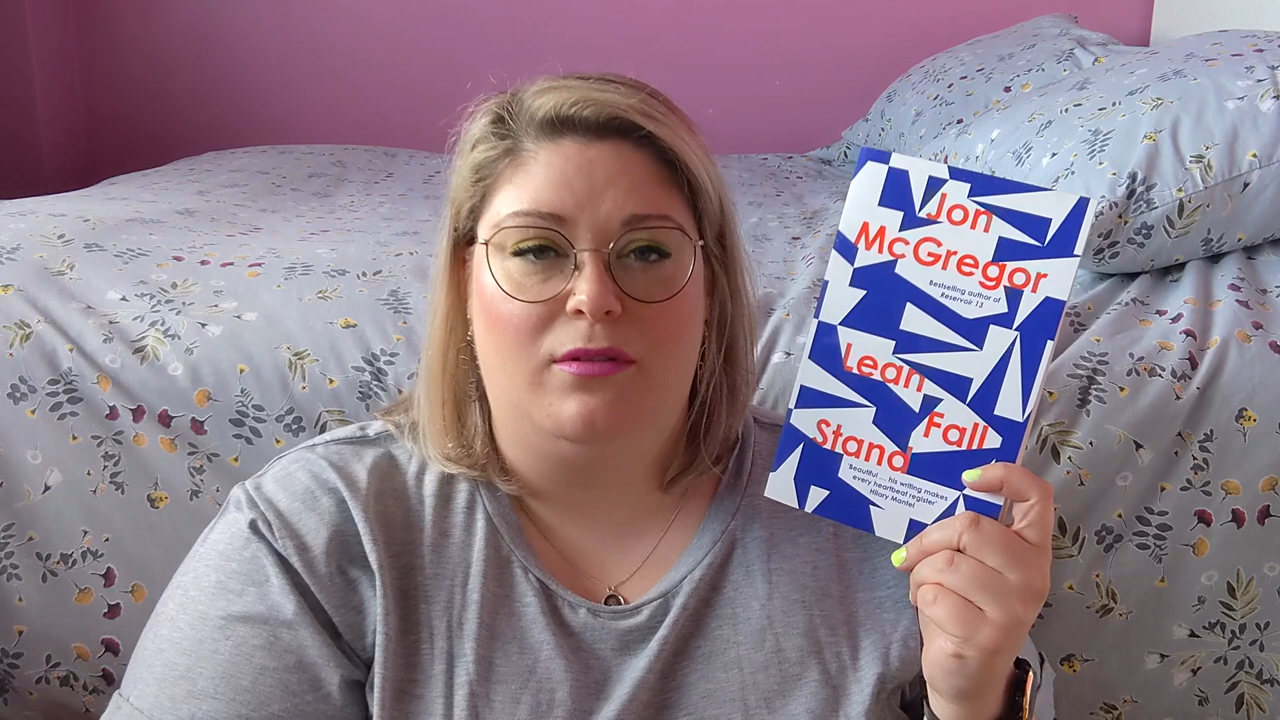 Jon
McGregor
Bestselling author of
Reservoir 13
Lean
Fall
Stand
'Beautiful ... his writing makes
every heartbeat register'
Hilary Mantel